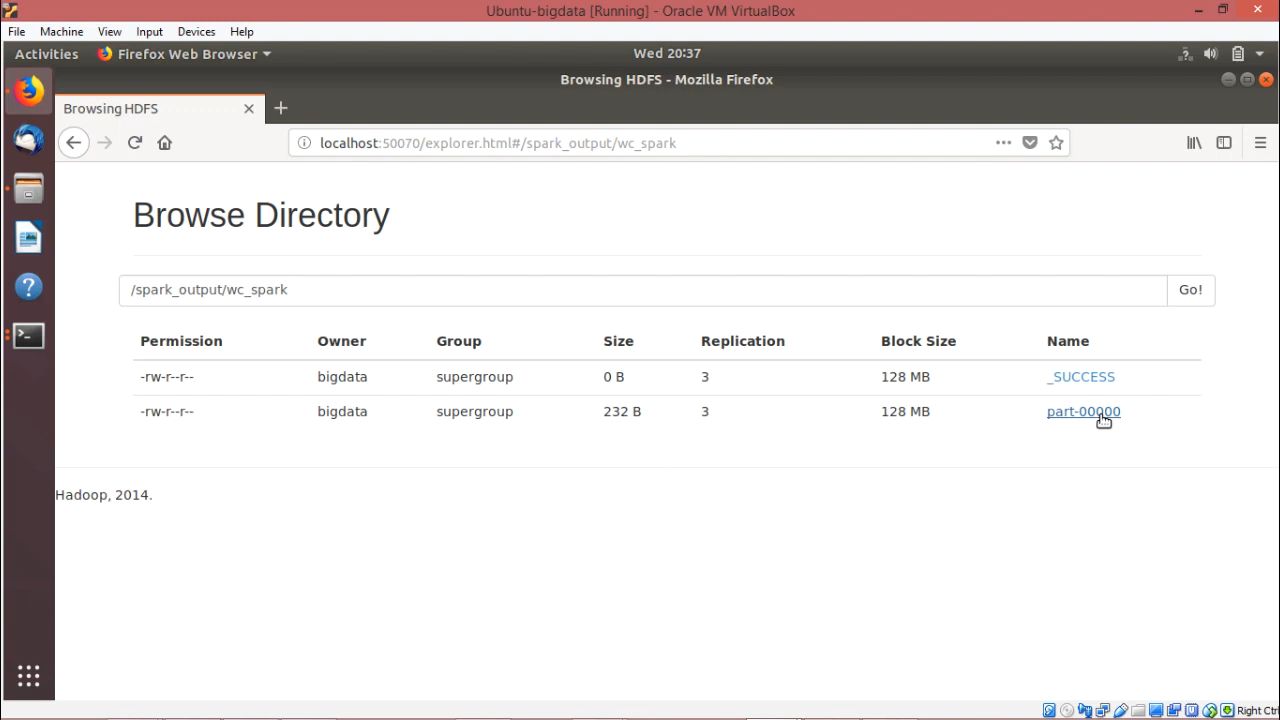 Ubuntu-bigdata [Running] - Oracle VM VirtualBox
File Machine View Input Devices Help
Activities Firefox Web Browser Wed 20:37
Browsing HDFS - Mozilla Firefox
Browsing HDFS
localhost:50070/explorer.html#/spark_output/wc_spark
Browse Directory
/spark_output/wc_spark Go!
Permission Owner Group Size Replication Block Size Name
-rw-r--r-- bigdata supergroup 0 B 3 128 MB _SUCCESS
-rw-r--r-- bigdata supergroup 232 B 3 128 MB part-00000
Hadoop, 2014.
Right Ctrl